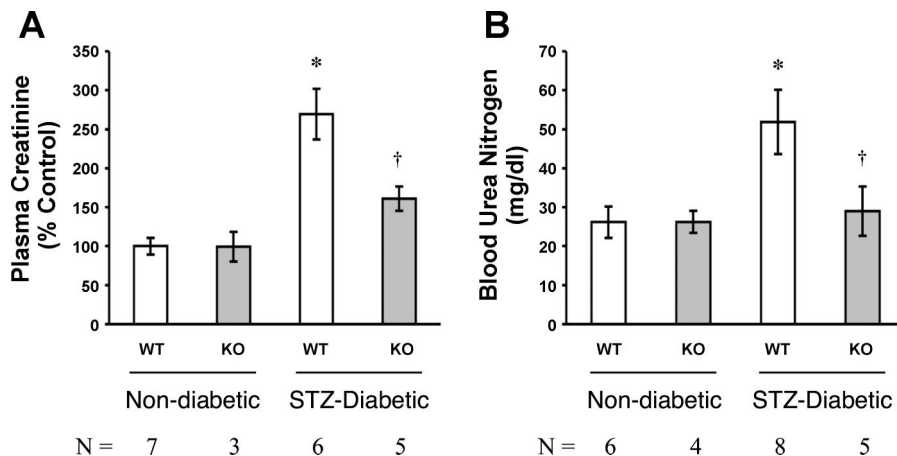 A
Plasma Creatinine
(% Control)
350
300
250
200
150
100
50
0
*
†
WT KO WT KO
Non-diabetic STZ-Diabetic
N = 7 3 6 5
B
Blood Urea Nitrogen
(mg/dl)
70
60
50
40
30
20
10
0
*
†
WT KO WT KO
Non-diabetic STZ-Diabetic
N = 6 4 8 5